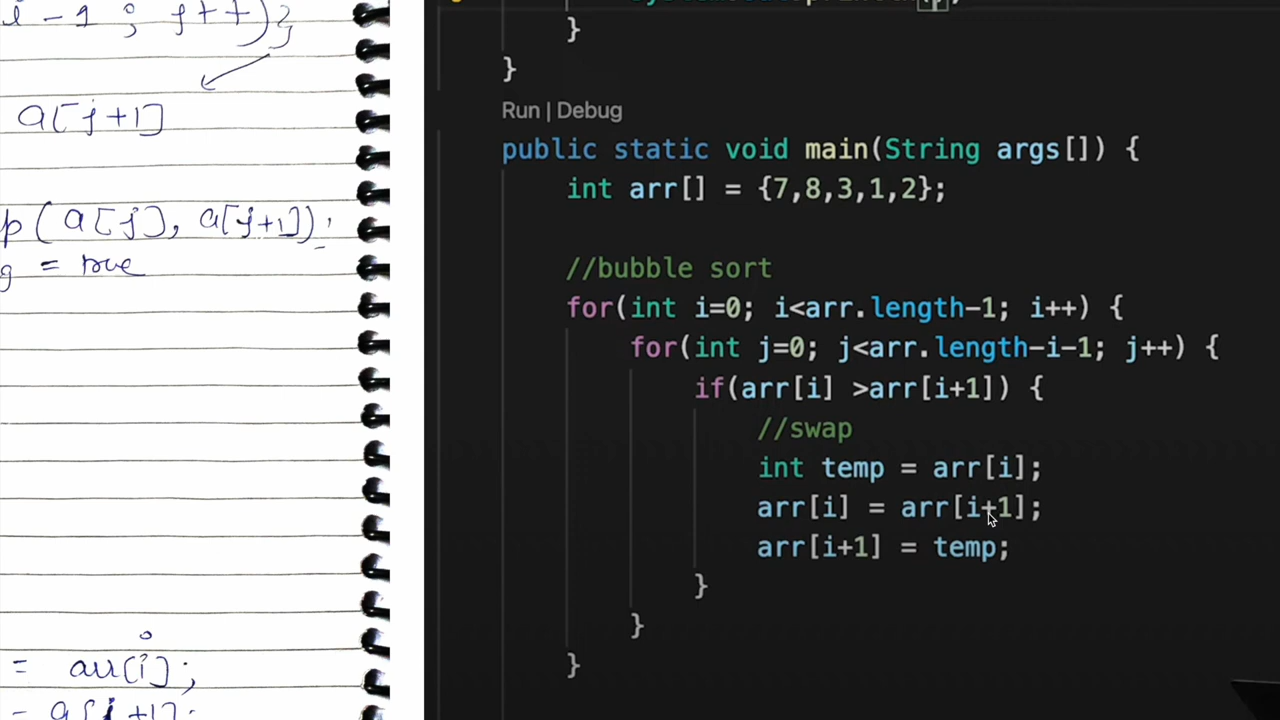 i - 1 ; j++) {
a[j+1]
p (a[j], a[j+1]);
g = true
= arr[i];
= a[j+1];
}
}
Run | Debug
public static void main(String args[]) {
int arr[] = {7,8,3,1,2};
//bubble sort
for(int i=0; i<arr.length-1; i++) {
for(int j=0; j<arr.length-i-1; j++) {
if(arr[i] >arr[i+1]) {
//swap
int temp = arr[i];
arr[i] = arr[i+1];
arr[i+1] = temp;
}
}
}